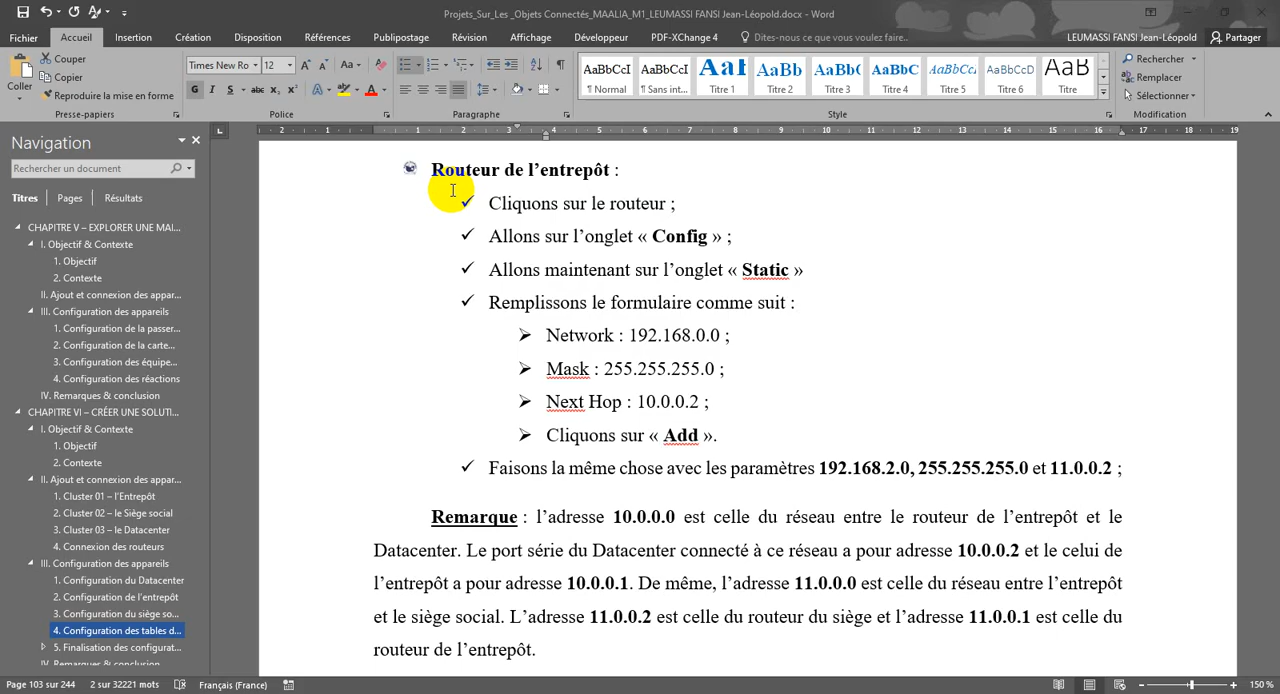 Projets_Sur_Les _Objets Connectés_MAALIA_M1_LEUMASSI FANSI Jean-Léopold.docx - Word
Fichier Accueil Insertion Création Disposition Références Publipostage Révision Affichage Développeur PDF-XChange 4 Dites-nous ce que vous voulez faire... LEUMASSI FANSI Jean-Léopold Partager
Coller
Couper
Copier
Reproduire la mise en forme
Times New Ro 12
AaBbCcI AaBbCcI AaBl AaBb AaBb( AaBbC AaBbCc AaBbCcD AaB
¶ Normal ¶ Sans int... Titre 1 Titre 2 Titre 3 Titre 4 Titre 5 Titre 6 Titre
Rechercher
Remplacer
Sélectionner
Presse-papiers Police Paragraphe Style Modification
Navigation
Rechercher un document
Titres Pages Résultats
CHAPITRE V – EXPLORER UNE MAI...
I. Objectif & Contexte
1. Objectif
2. Contexte
II. Ajout et connexion des appar...
III. Configuration des appareils
1. Configuration de la passer...
2. Configuration de la carte...
3. Configuration des équipe...
4. Configuration des réactions
IV. Remarques & conclusion
CHAPITRE VI – CRÉER UNE SOLUTI...
I. Objectif & Contexte
1. Objectif
2. Contexte
II. Ajout et connexion des appar...
1. Cluster 01 – l’Entrepôt
2. Cluster 02 – le Siège social
3. Cluster 03 – le Datacenter
4. Connexion des routeurs
III. Configuration des appareils
1. Configuration du Datacenter
2. Configuration de l’entrepôt
3. Configuration du siège so...
4. Configuration des tables d...
5. Finalisation des configurat...
IV. Remarques & conclusion
Routeur de l’entrepôt :
✓ Cliquons sur le routeur ;
✓ Allons sur l’onglet « Config » ;
✓ Allons maintenant sur l’onglet « Static »
✓ Remplissons le formulaire comme suit :
➢ Network : 192.168.0.0 ;
➢ Mask : 255.255.255.0 ;
➢ Next Hop : 10.0.0.2 ;
➢ Cliquons sur « Add ».
✓ Faisons la même chose avec les paramètres 192.168.2.0, 255.255.255.0 et 11.0.0.2 ;
Remarque : l’adresse 10.0.0.0 est celle du réseau entre le routeur de l’entrepôt et le
Datacenter. Le port série du Datacenter connecté à ce réseau a pour adresse 10.0.0.2 et le celui de
l’entrepôt a pour adresse 10.0.0.1. De même, l’adresse 11.0.0.0 est celle du réseau entre l’entrepôt
et le siège social. L’adresse 11.0.0.2 est celle du routeur du siège et l’adresse 11.0.0.1 est celle du
routeur de l’entrepôt.
Page 103 sur 244 2 sur 32221 mots Français (France) 150 %